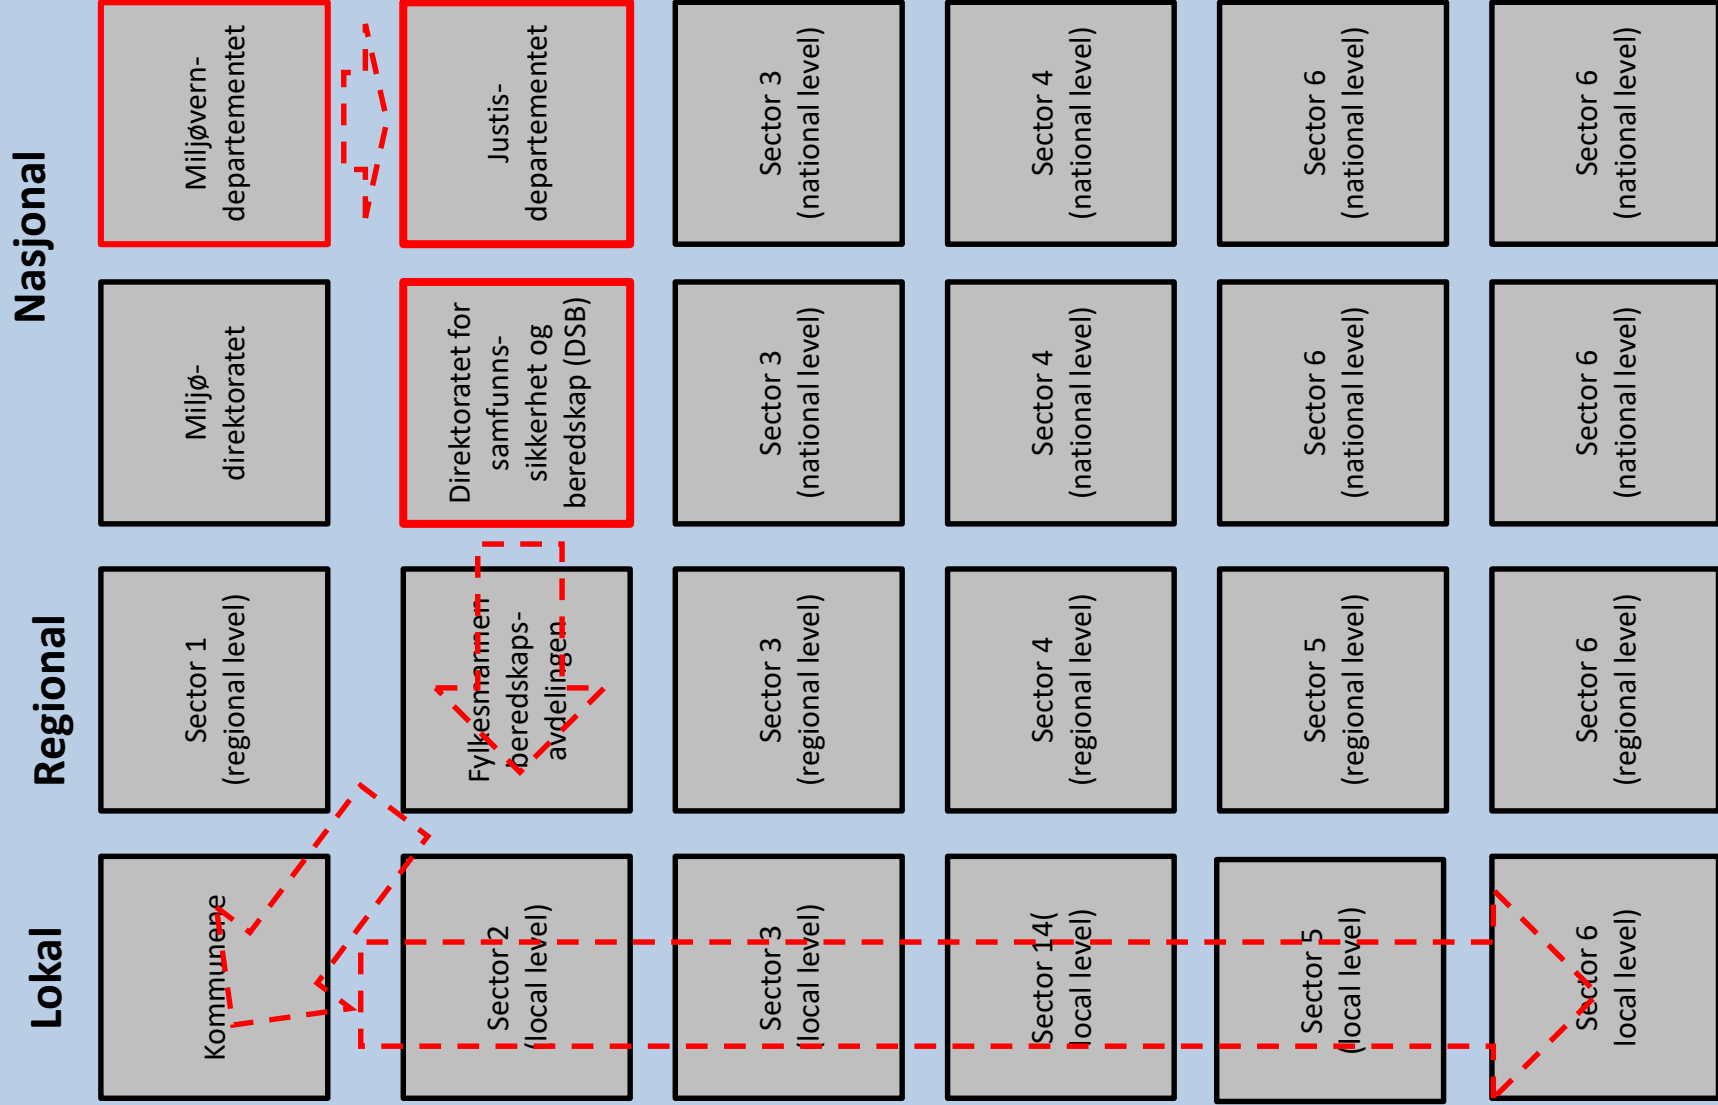 Lokal
Regional
Nasjonal
Kommunene
Sector 1
(regional level)
Miljø-
direktoratet
Miljøvern-
departementet
Sector 2
(local level)
Fylkesmannen
beredskaps-
avdelingen
Direktoratet for
samfunns-
sikkerhet og
beredskap (DSB)
Justis-
departementet
Sector 3
(local level)
Sector 3
(regional level)
Sector 3
(national level)
Sector 3
(national level)
Sector 14(
local level)
Sector 4
(regional level)
Sector 4
(national level)
Sector 4
(national level)
Sector 5
(local level)
Sector 5
(regional level)
Sector 6
(national level)
Sector 6
(national level)
Sector 6
local level)
Sector 6
(regional level)
Sector 6
(national level)
Sector 6
(national level)